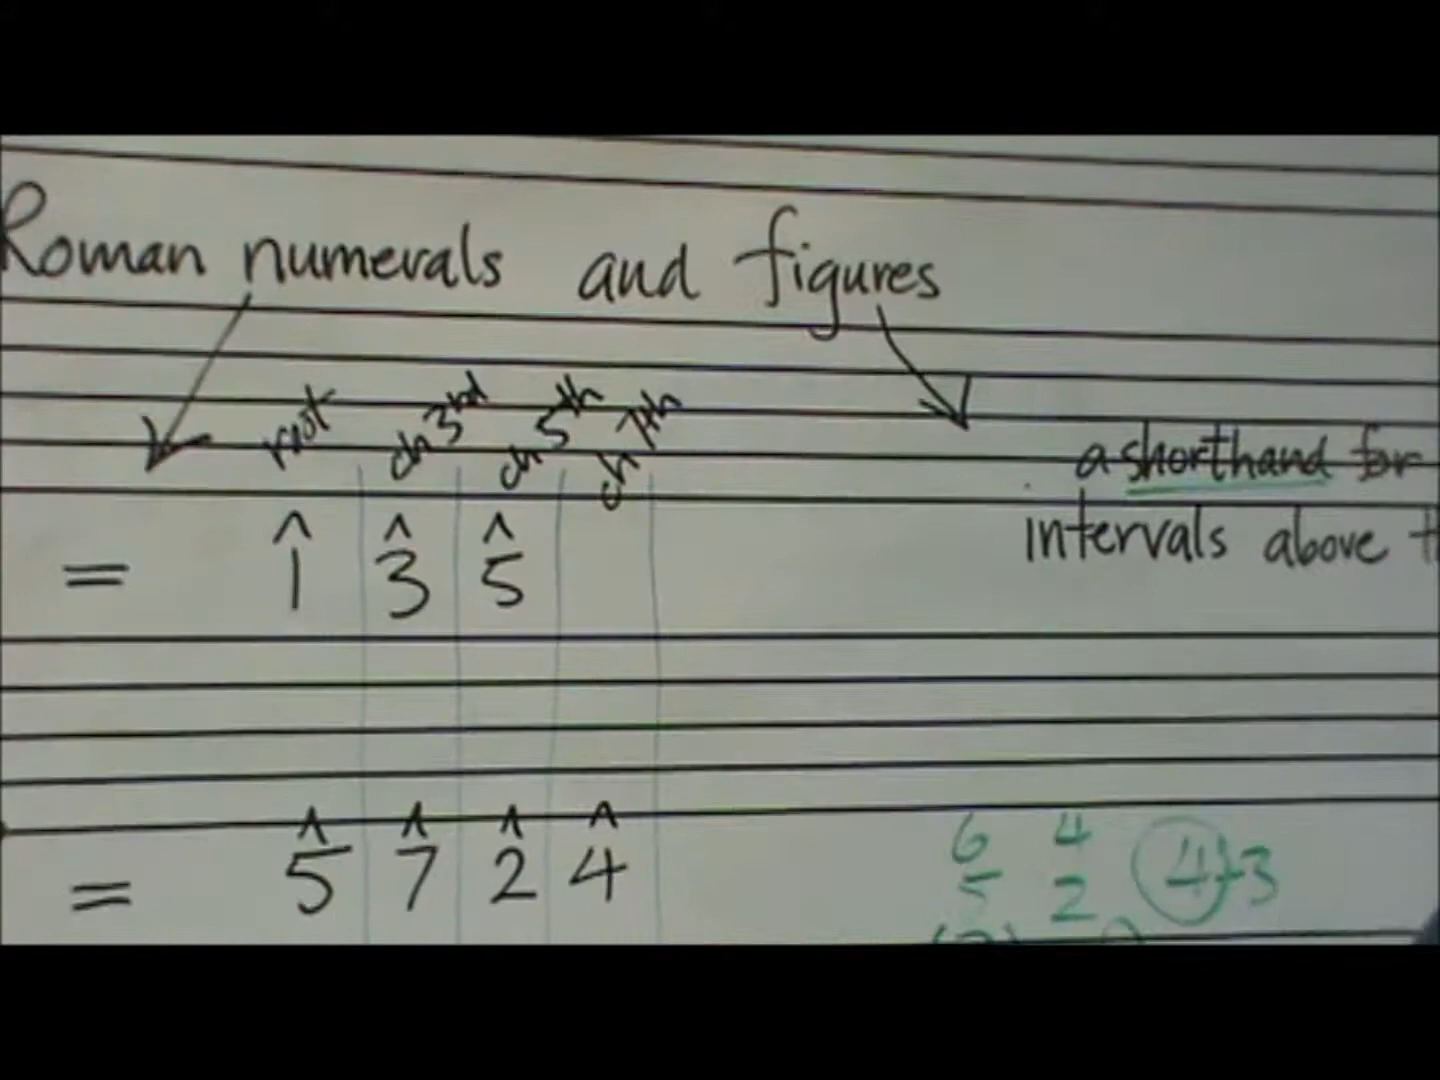 Roman numerals and figures
root ch 3rd ch 5th ch 7th
a shorthand for
intervals above
= ^1 ^3 ^5
= ^5 ^7 ^2 ^4
6 4
5 2 4+3